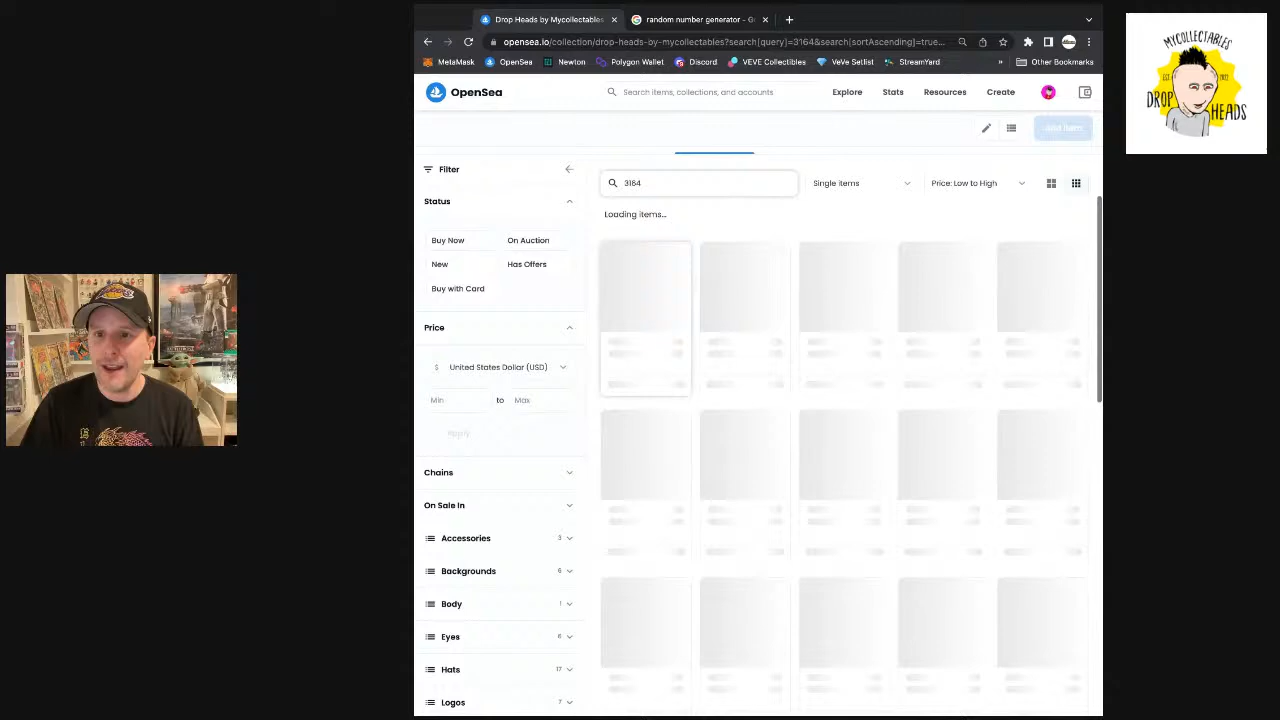 Drop Heads by Mycollectables
random number generator - G
opensea.io/collection/drop-heads-by-mycollectables?search[query]=3164&search[sortAscending]=true...
MetaMask
OpenSea
Newton
Polygon Wallet
Discord
VEVE Collectibles
VeVe Setlist
StreamYard
»
Other Bookmarks
OpenSea
Search items, collections, and accounts
Explore
Stats
Resources
Create
Add item
Filter
3164
Single items
Price: Low to High
Status
Loading items...
Buy Now
On Auction
New
Has Offers
Buy with Card
Price
$ United States Dollar (USD)
Min
to
Max
Apply
Chains
On Sale In
Accessories 3
Backgrounds 6
Body 1
Eyes 6
Hats 17
Logos 7
MYCOLLECTABLES
EST. 2022
DROP HEADS